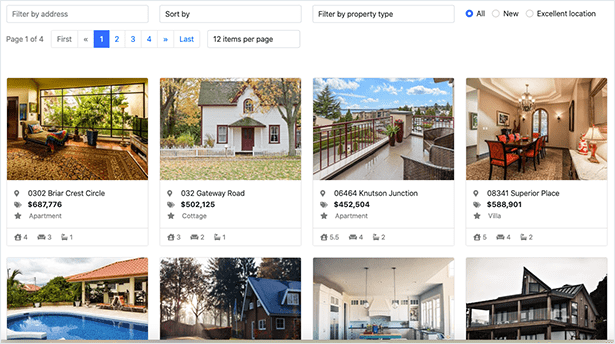 Filter by address
Sort by
Filter by property type
All New Excellent location
Page 1 of 4 First « 1 2 3 4 » Last 12 items per page
0302 Briar Crest Circle
$687,776
Apartment
4 3 1
032 Gateway Road
$502,125
Cottage
3 2 1
06464 Knutson Junction
$452,504
Apartment
5.5 4 2
08341 Superior Place
$588,901
Villa
5 4 2